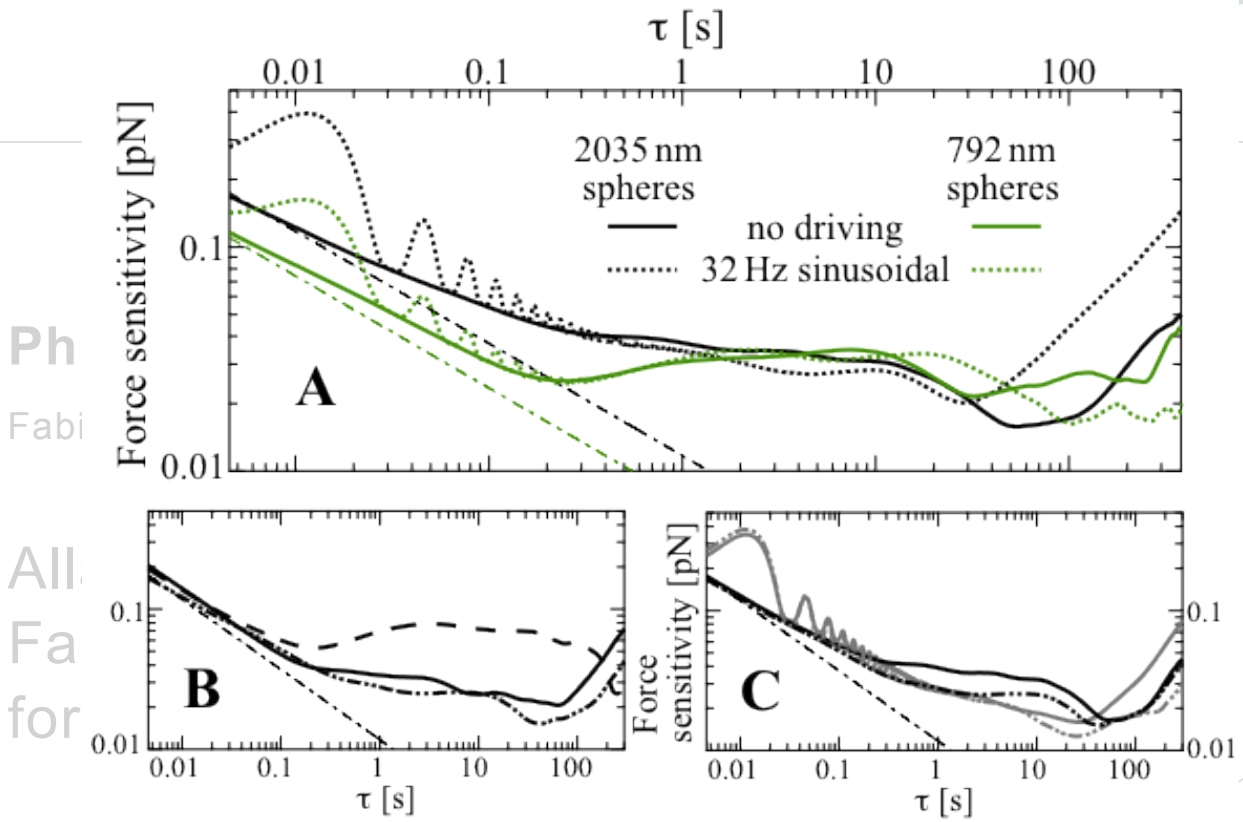 τ [s]
0.01 0.1 1 10 100
Force sensitivity [pN]
0.1
0.01
2035 nm 792 nm
spheres spheres
no driving
32 Hz sinusoidal
A
Ph
Fabi
All
Fa
for
0.1
0.01
B
0.01 0.1 1 10 100
τ [s]
Force
sensitivity [pN]
C
0.1
0.01
0.01 0.1 1 10 100
τ [s]